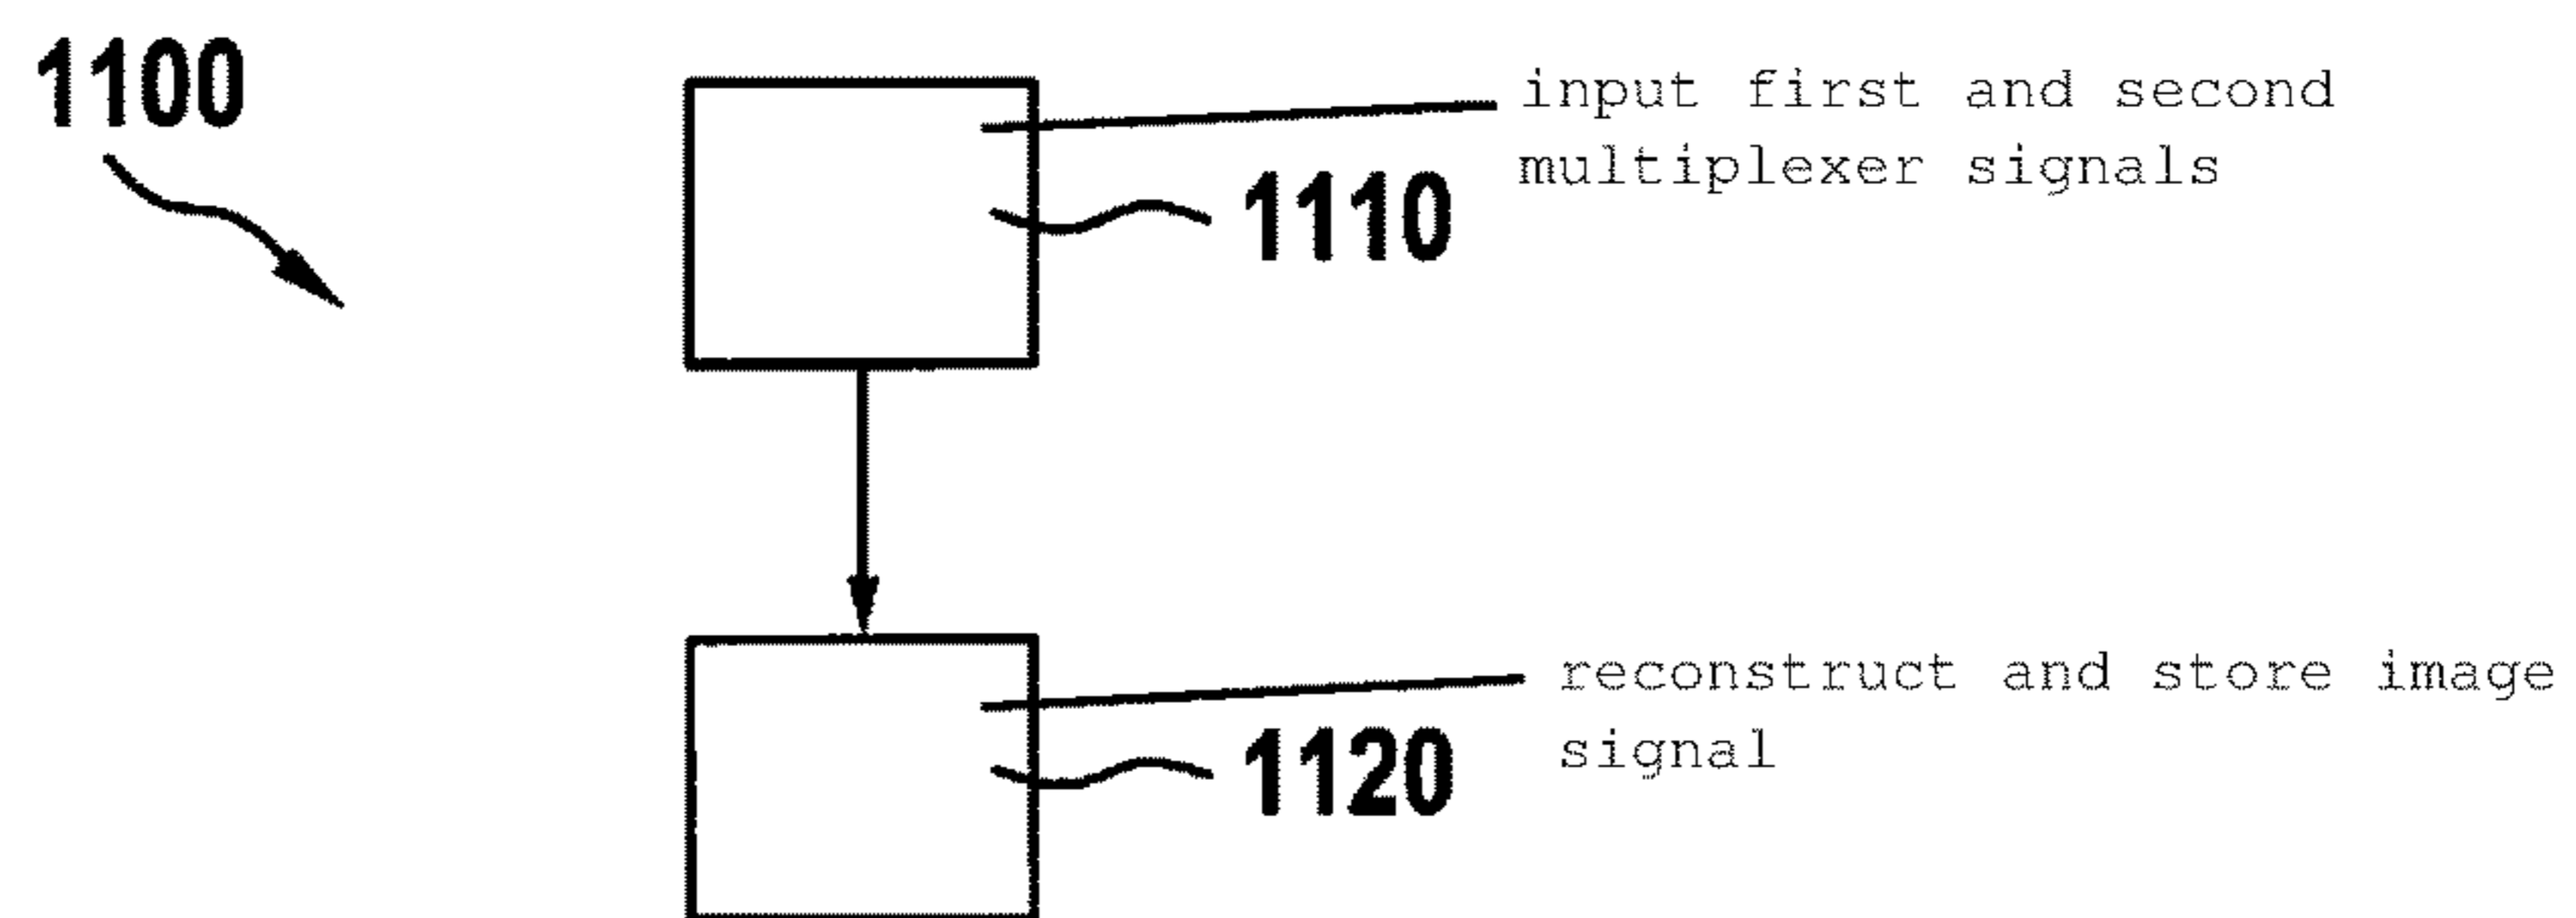 1100
input first and second
multiplexer signals
1110
reconstruct and store image
signal
1120